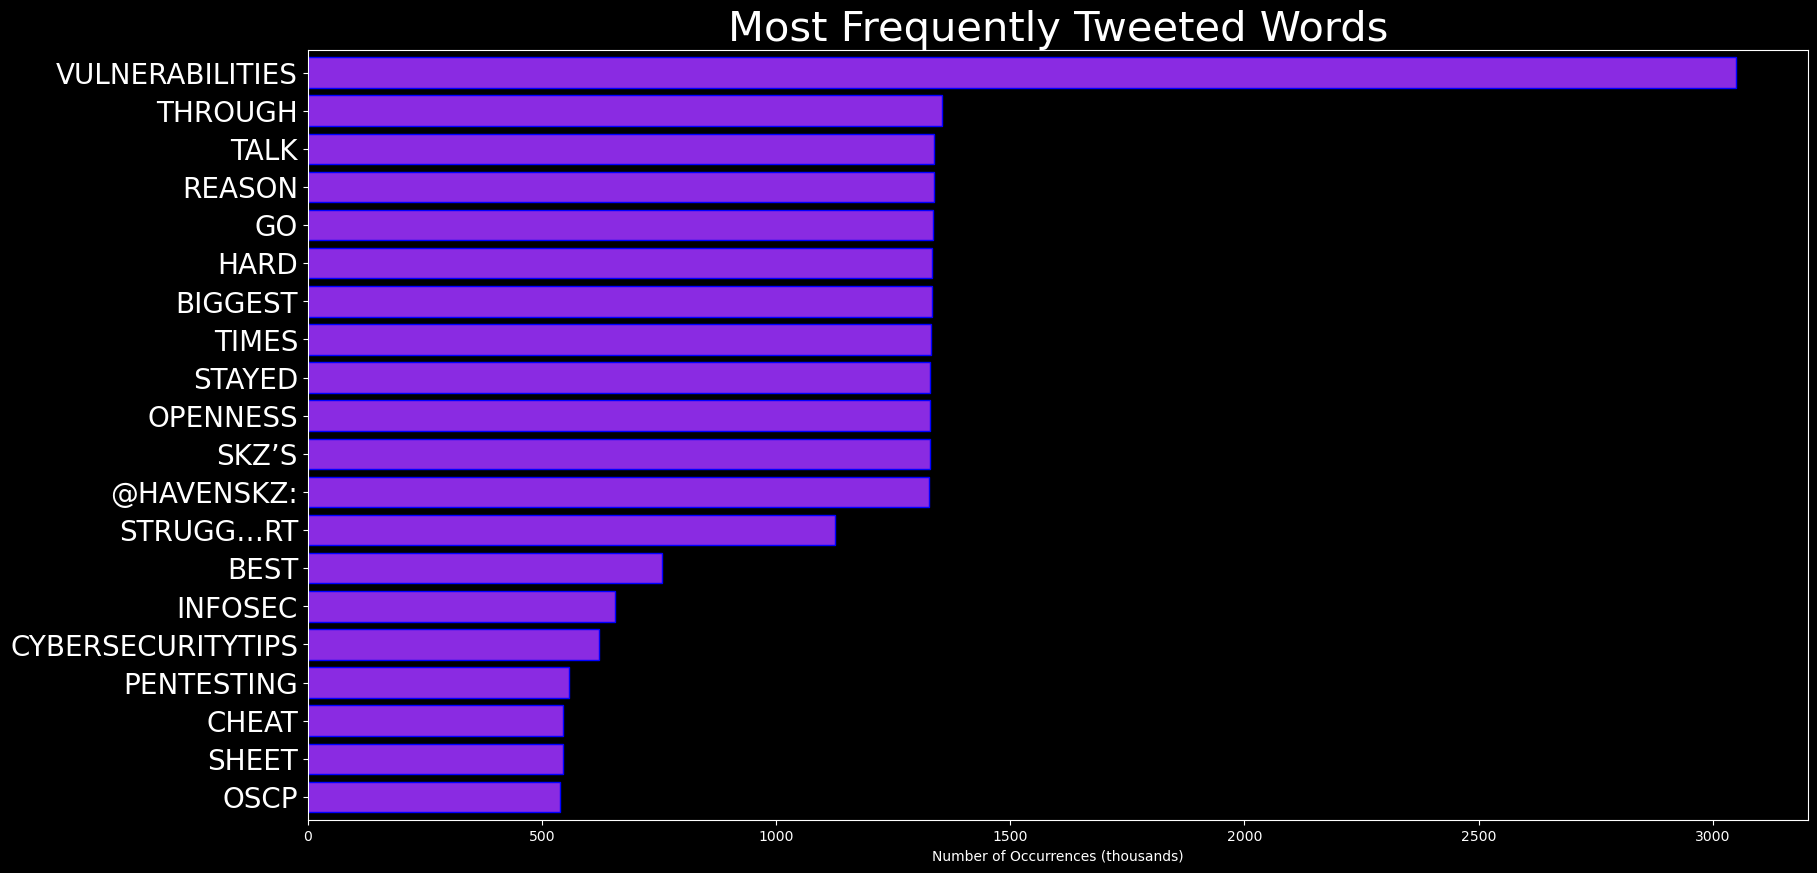 Most Frequently Tweeted Words
VULNERABILITIES
THROUGH
TALK
REASON
GO
HARD
BIGGEST
TIMES
STAYED
OPENNESS
SKZ’S
@HAVENSKZ:
STRUGG…RT
BEST
INFOSEC
CYBERSECURITYTIPS
PENTESTING
CHEAT
SHEET
OSCP
0 500 1000 1500 2000 2500 3000
Number of Occurrences (thousands)